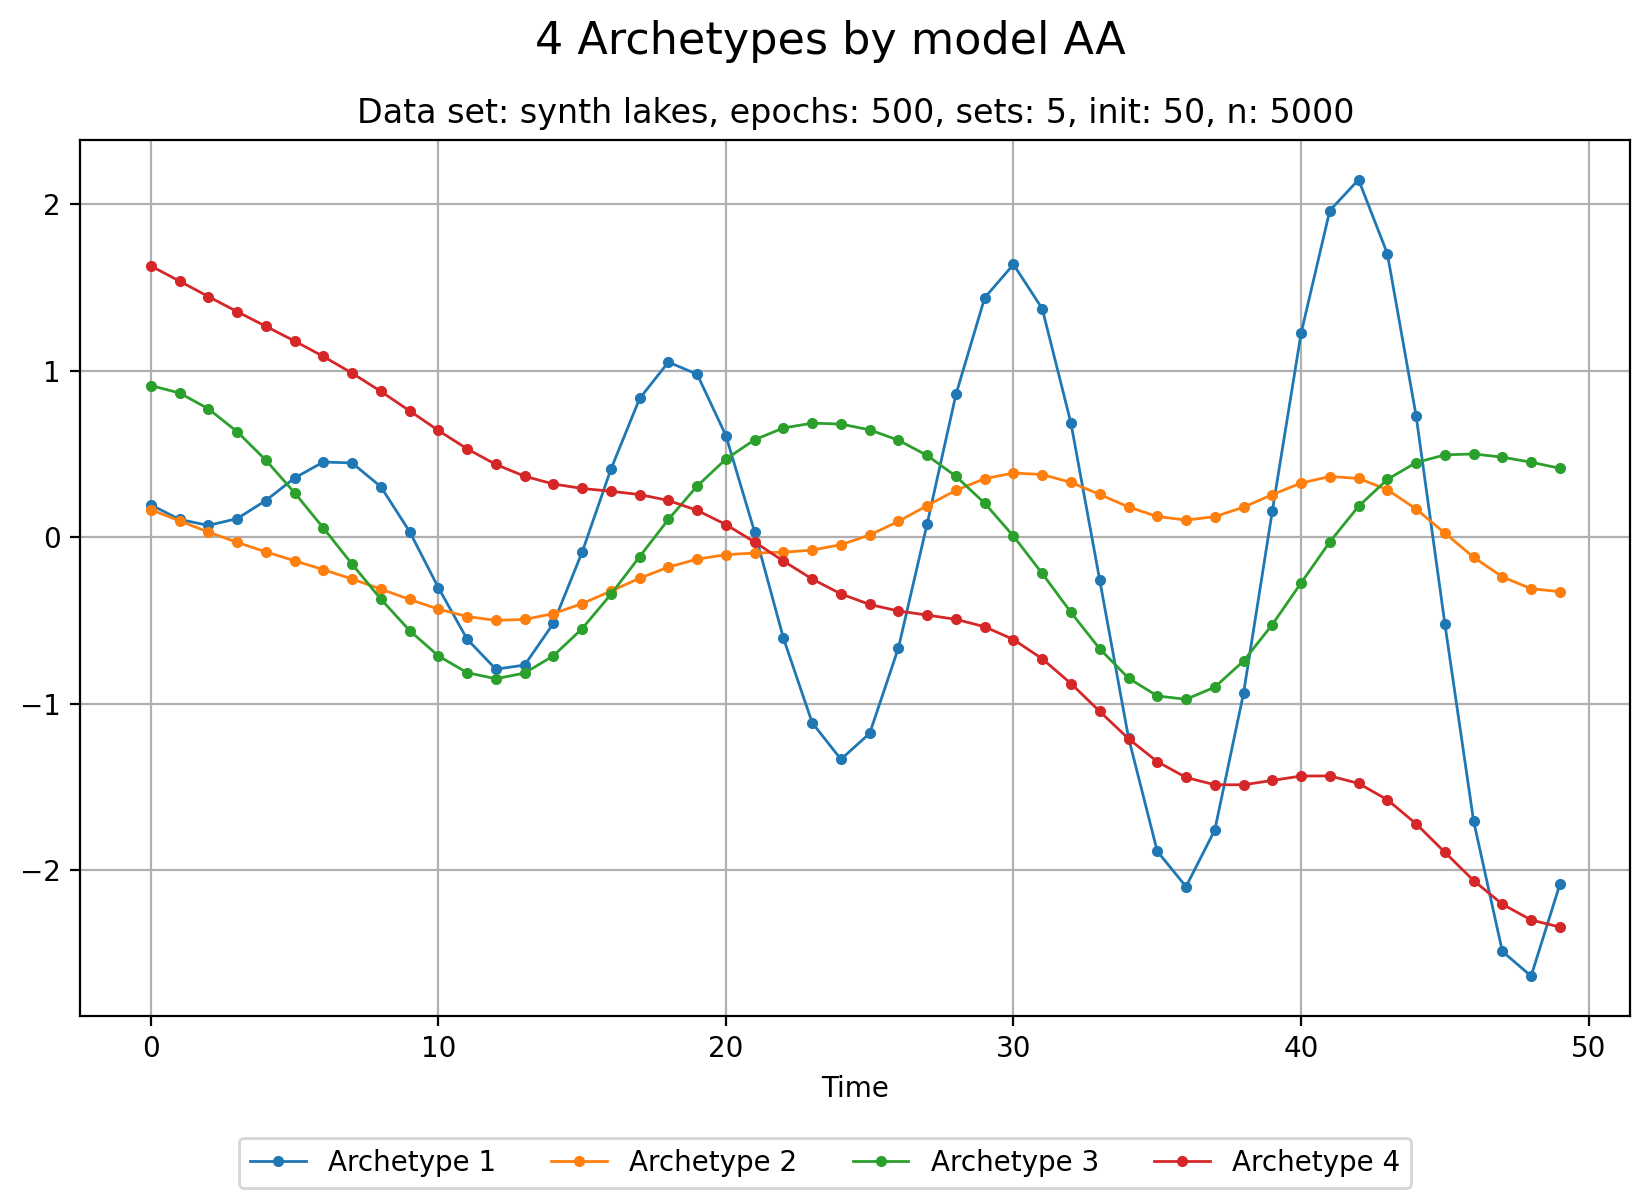 4 Archetypes by model AA
Data set: synth lakes, epochs: 500, sets: 5, init: 50, n: 5000
2
1
0
−1
−2
0 10 20 30 40 50
Time
Archetype 1 Archetype 2 Archetype 3 Archetype 4